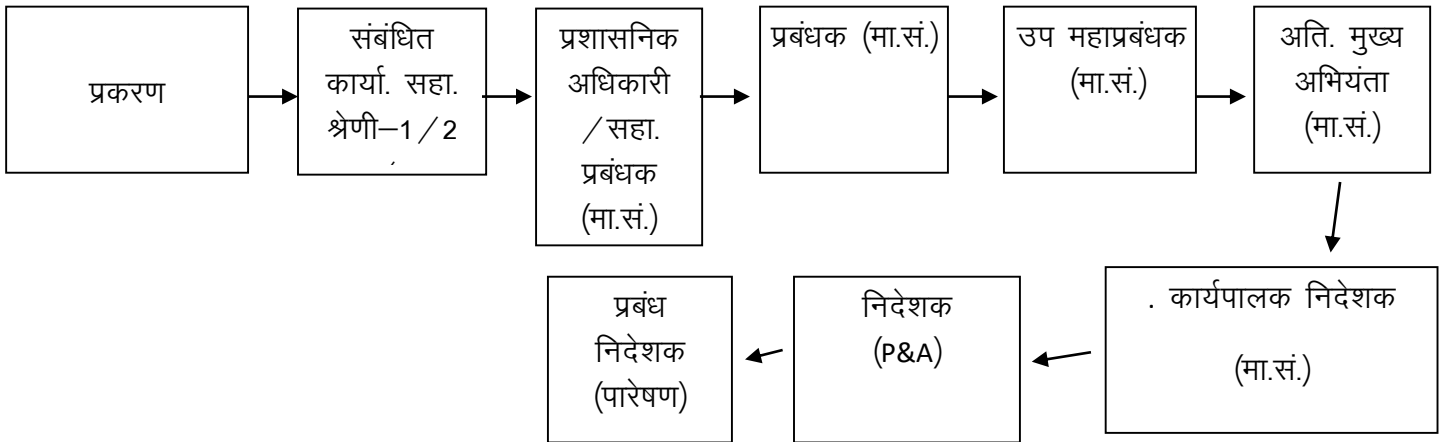 प्रकरण
संबंधित
कार्या. सहा.
श्रेणी–1/2
प्रशासनिक
अधिकारी
/सहा.
प्रबंधक
(मा.सं.)
प्रबंधक (मा.सं.)
उप महाप्रबंधक
(मा.सं.)
अति. मुख्य
अभियंता
(मा.सं.)
. कार्यपालक निदेशक
(मा.सं.)
निदेशक
(P&A)
प्रबंध
निदेशक
(पारेषण)